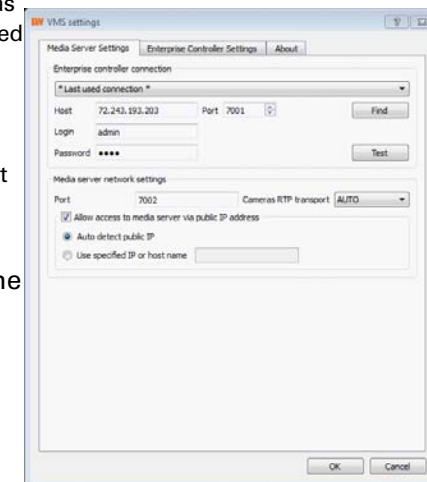 ns
ed
t
ne
DW VMS settings
Media Server Settings Enterprise Controller Settings About
Enterprise controller connection
* Last used connection *
Host 72.243.193.203 Port 7001 Find
Login admin
Password •••• Test
Media server network settings
Port 7002 Cameras RTP transport AUTO
Allow access to media server via public IP address
Auto detect public IP
Use specified IP or host name
OK Cancel